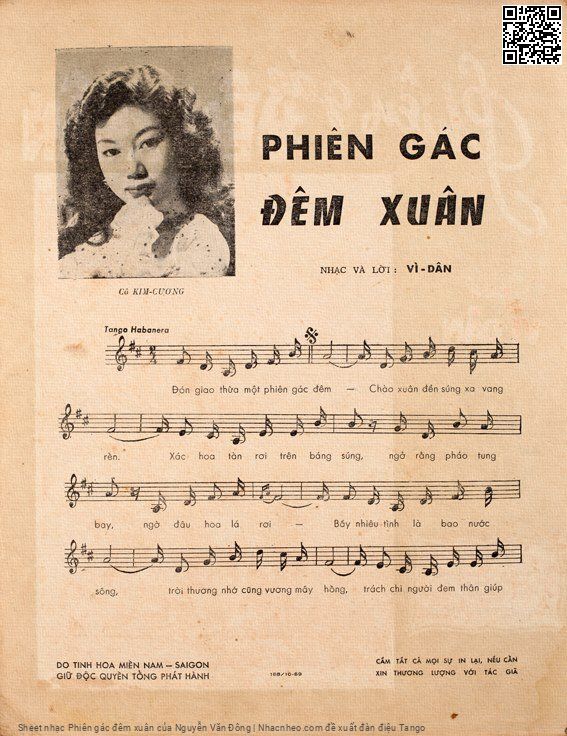 PHIÊN GÁC
ĐÊM XUÂN
NHẠC VÀ LỜI : VÌ-DÂN
Cô KIM-CƯƠNG
Tango Habanera
Đón giao thừa một phiên gác đêm — Chào xuân đến súng xa vang
rền. Xác hoa tàn rơi trên báng súng, ngở rằng pháo tung
bay, ngờ đâu hoa lá rơi — Bấy nhiêu tình là bao nước
sông, trời thương nhớ cũng vương mây hồng, trách chi người đem thân giúp
DO TINH HOA MIỀN NAM — SAIGON
GIỮ ĐỘC QUYỀN TỔNG PHÁT HÀNH
168/10-69
CẤM TẤT CẢ MỌI SỰ IN LẠI, NẾU CẦN
XIN THƯƠNG LƯỢNG VỚI TÁC GIẢ
Sheet nhạc Phiên gác đêm xuân của Nguyễn Văn Đông | Nhacnheo.com đề xuất đàn điệu Tango